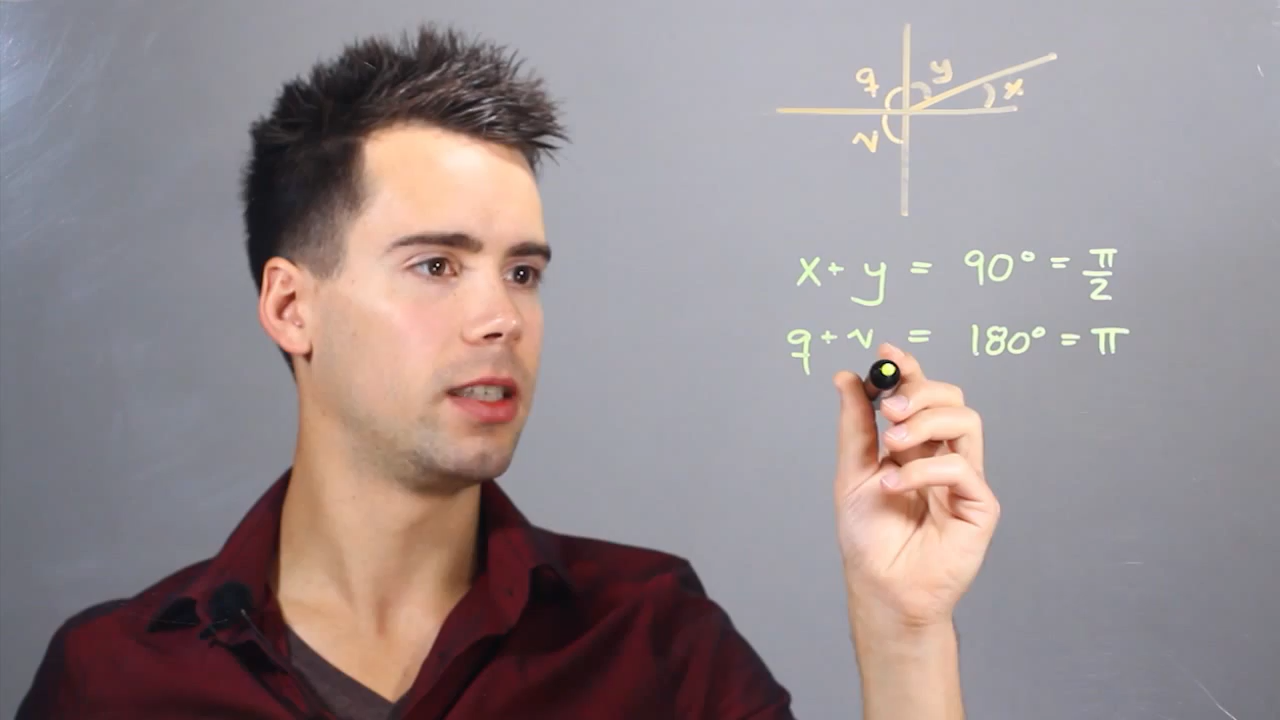 q y x
v
x + y = 90° = π/2
q + v = 180° = π